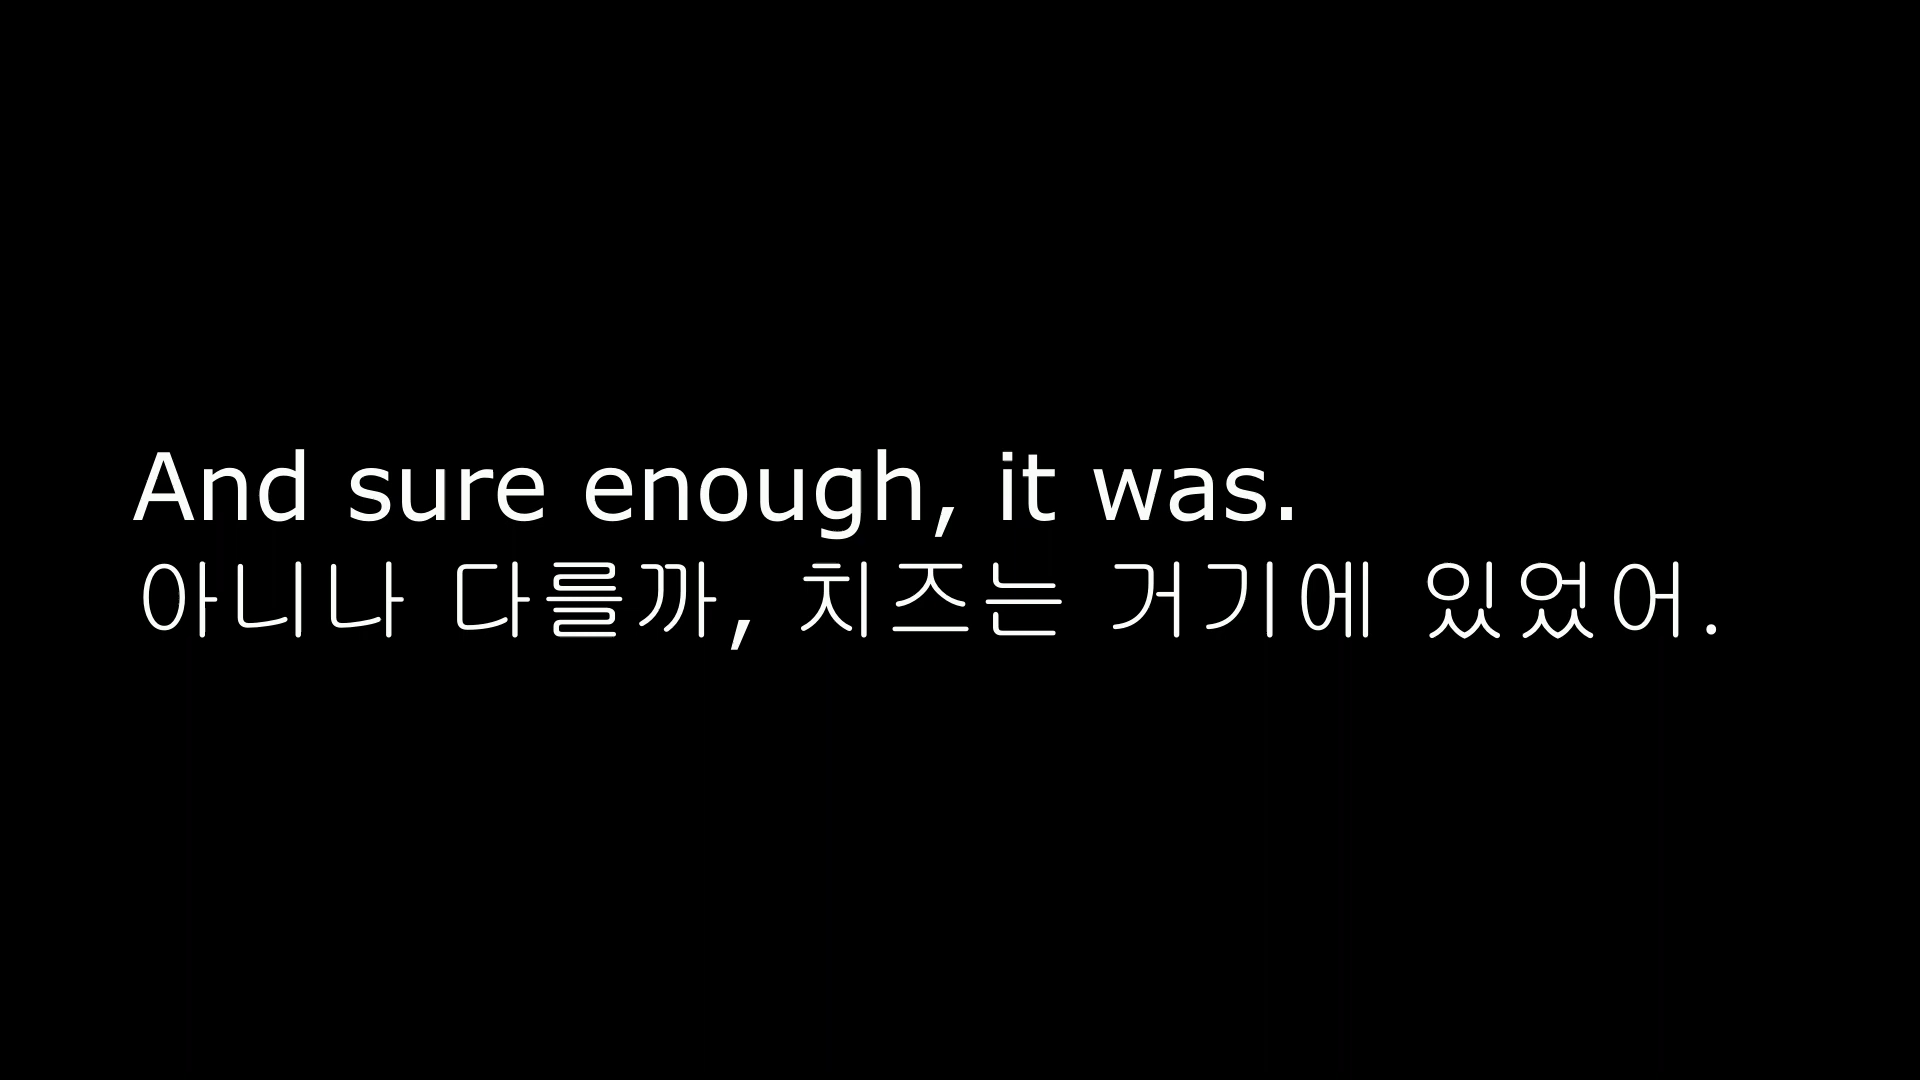 And sure enough, it was.
아니나 다를까, 치즈는 거기에 있었어.